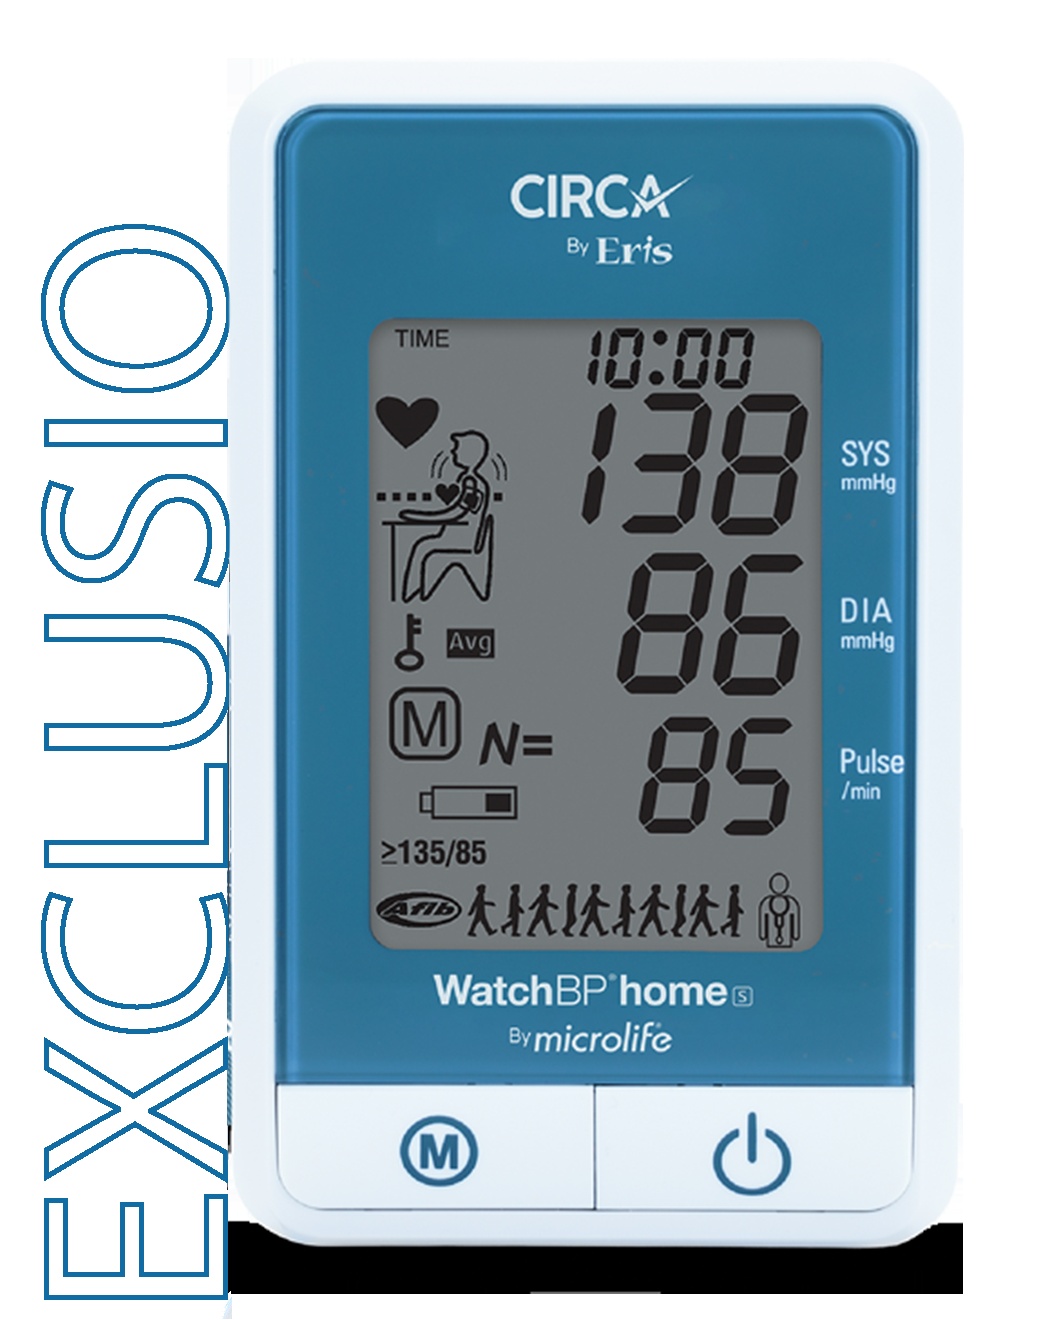 EXCLUSIO
CIRCA
By Eris
TIME
10:00
138
SYS
mmHg
86
DIA
mmHg
Avg
M
N=
85
Pulse
/min
≥135/85
Afib
WatchBP® home S
By microlife
M